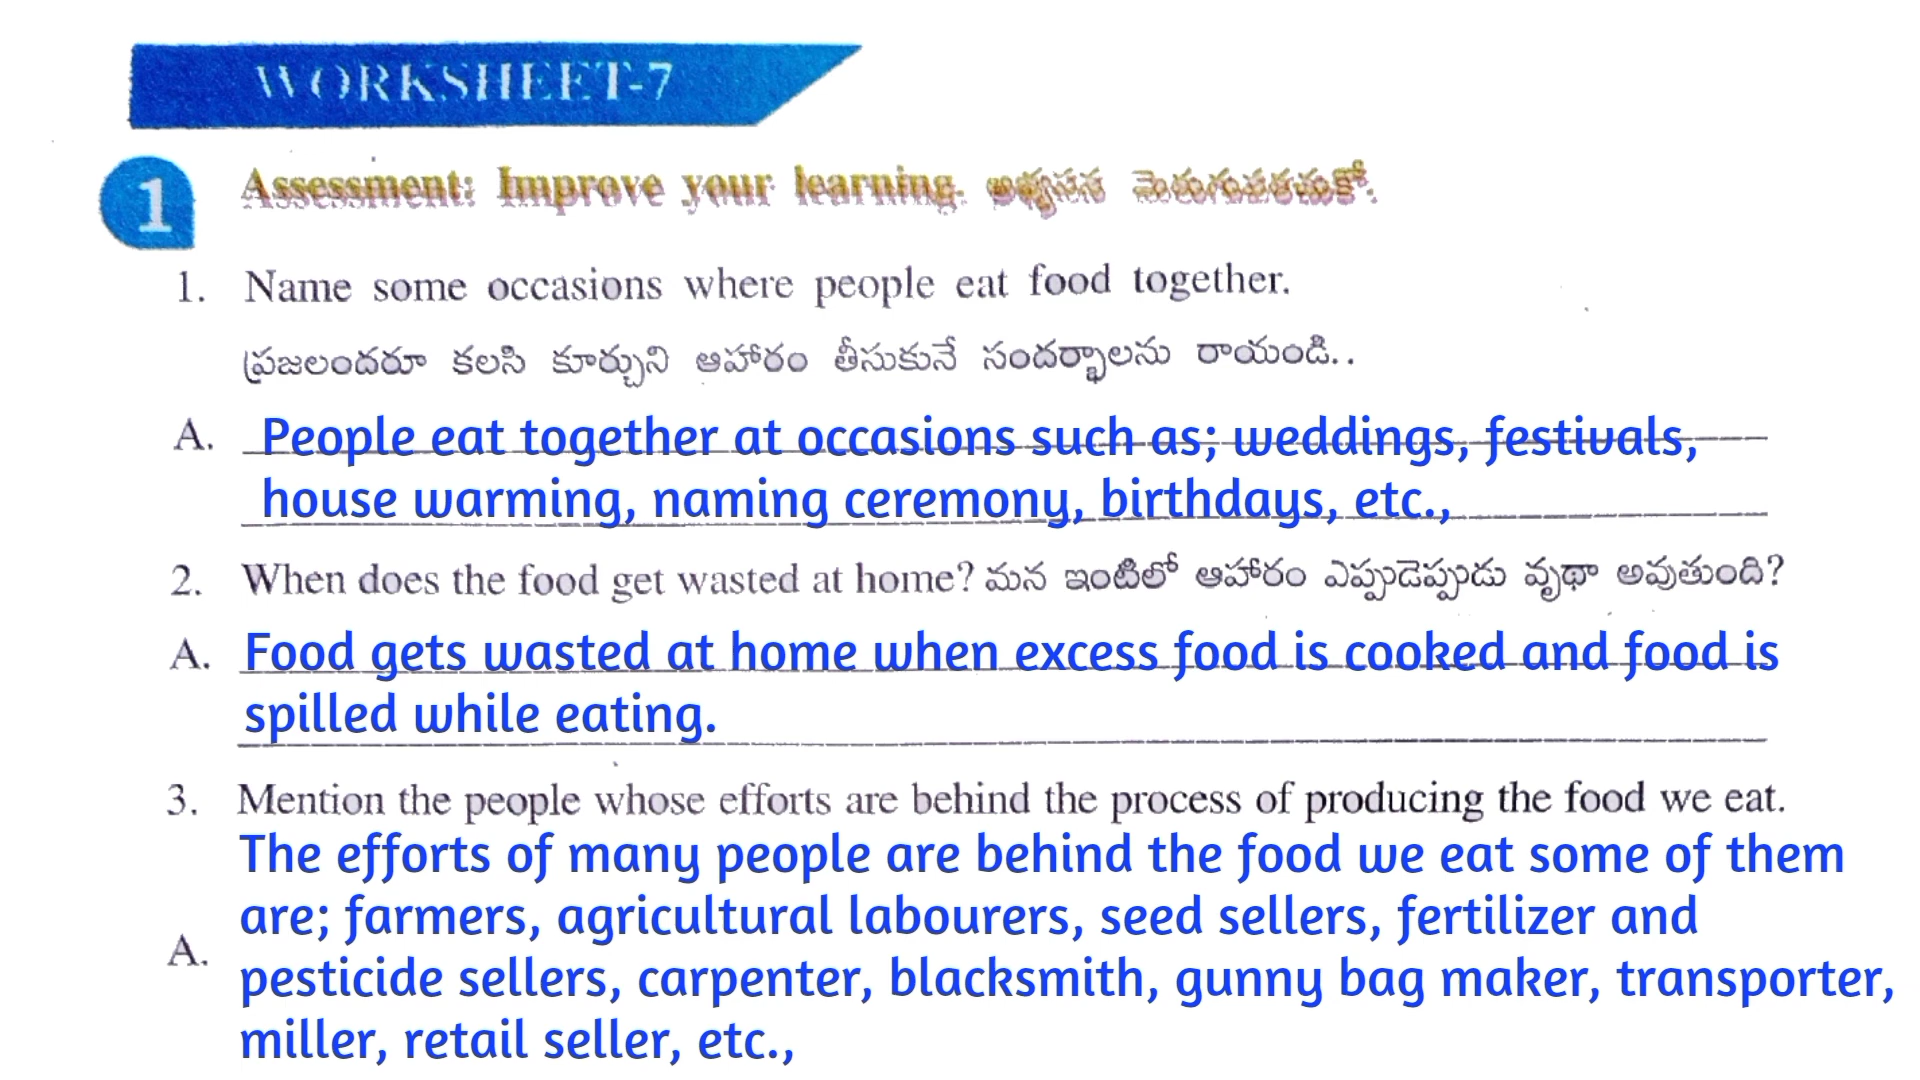 WORKSHEET-7
1 Assessment: Improve your learning. అభ్యసన మెరుగుపరచుకో.
1. Name some occasions where people eat food together.
ప్రజలందరూ కలసి కూర్చుని ఆహారం తీసుకునే సందర్భాలను రాయండి..
A. People eat together at occasions such as; weddings, festivals,
house warming, naming ceremony, birthdays, etc.,
2. When does the food get wasted at home? మన ఇంటిలో ఆహారం ఎప్పుడెప్పుడు వృథా అవుతుంది?
A. Food gets wasted at home when excess food is cooked and food is
spilled while eating.
3. Mention the people whose efforts are behind the process of producing the food we eat.
The efforts of many people are behind the food we eat some of them
are; farmers, agricultural labourers, seed sellers, fertilizer and
A.
pesticide sellers, carpenter, blacksmith, gunny bag maker, transporter,
miller, retail seller, etc.,